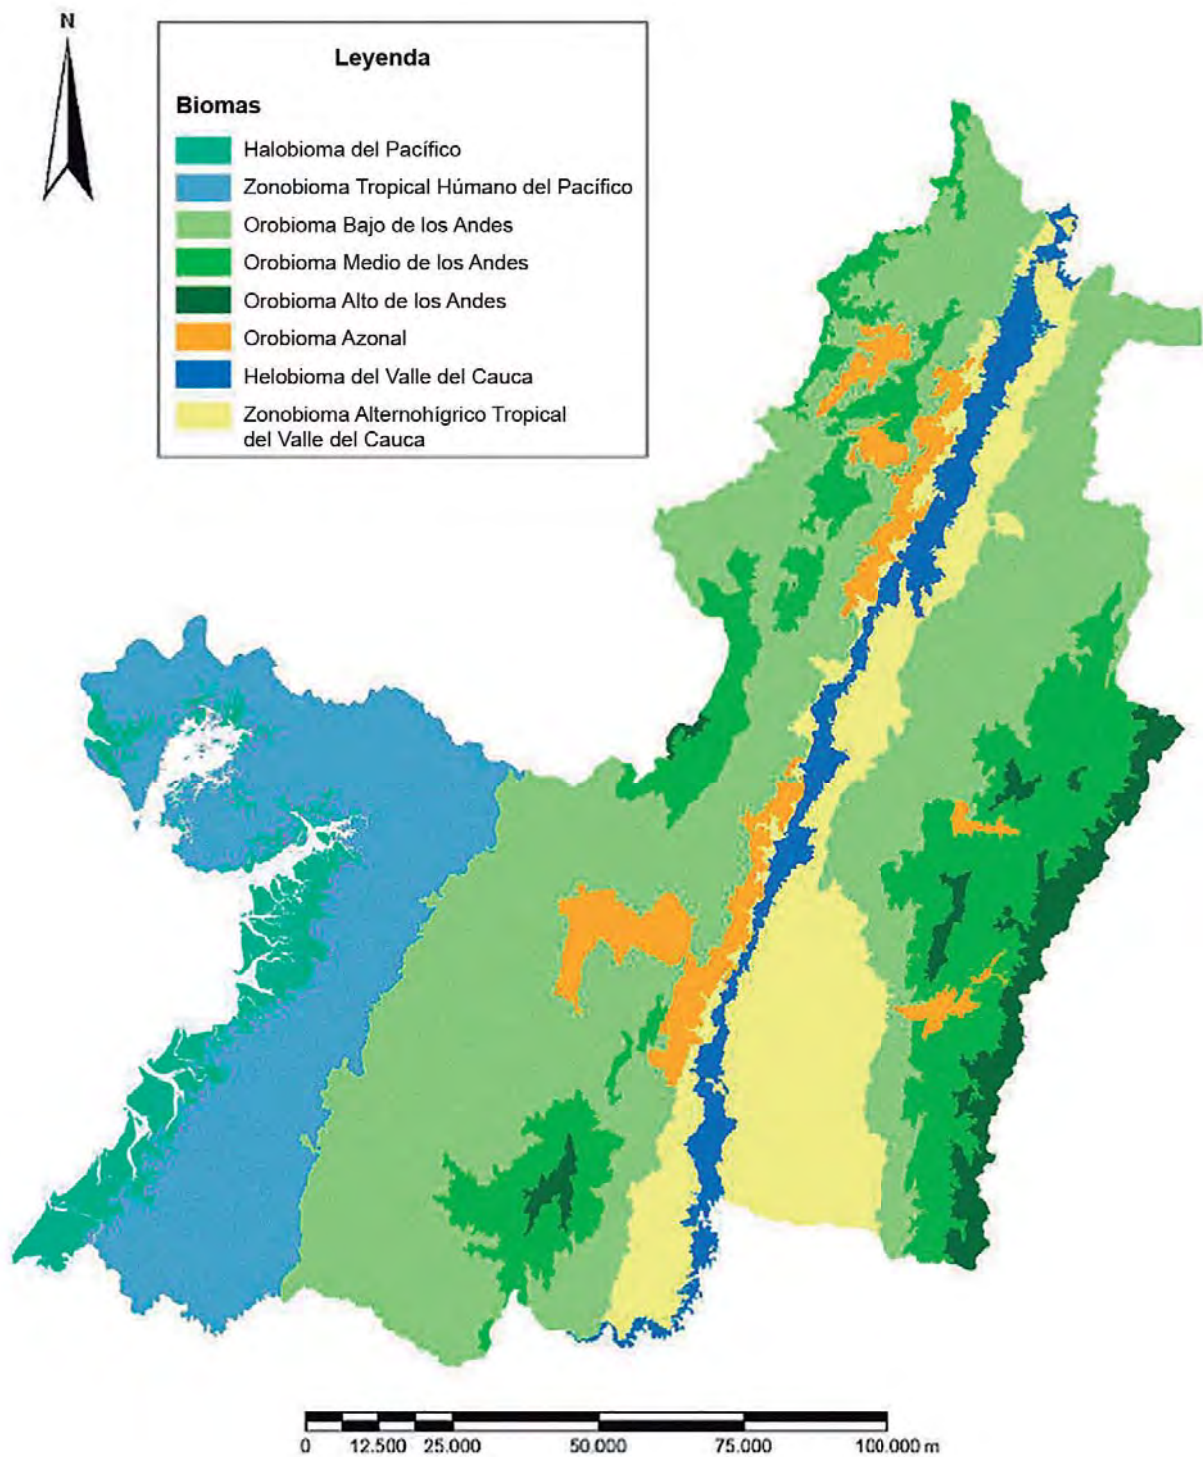 N
Leyenda
Biomas
Halobioma del Pacífico
Zonobioma Tropical Húmano del Pacífico
Orobioma Bajo de los Andes
Orobioma Medio de los Andes
Orobioma Alto de los Andes
Orobioma Azonal
Helobioma del Valle del Cauca
Zonobioma Alternohígrico Tropical
del Valle del Cauca
0 12.500 25.000 50.000 75.000 100.000 m